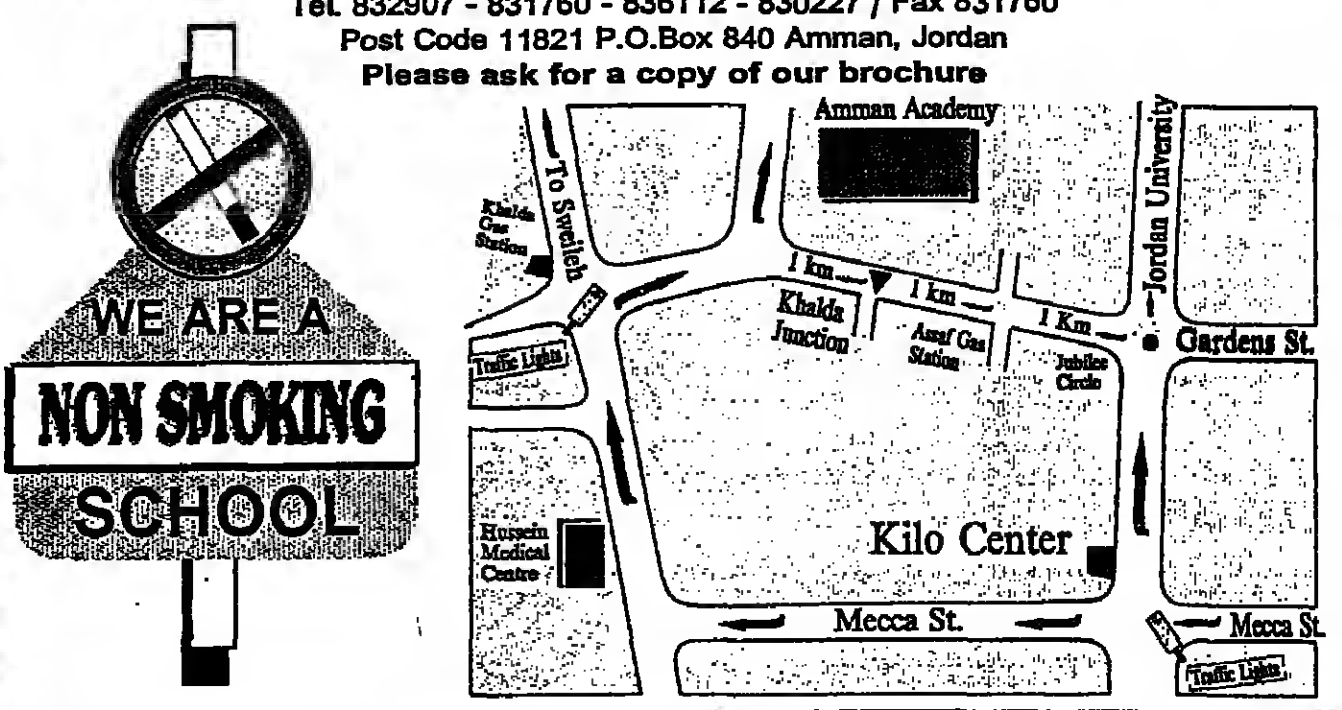 Tel. 832907 - 831760 - 836112 - 830227 / Fax 831760
Post Code 11821 P.O.Box 840 Amman, Jordan
Please ask for a copy of our brochure
WE ARE A
NON SMOKING
SCHOOL
Amman Academy
To Sweileh
Khalda
Gas
Station
Jordan University
1 km
1 km
1 Km
Khalda
Junction
Assaf Gas
Station
Jubilee
Circle
Gardens St.
Traffic Lights
Hussein
Medical
Centre
Kilo Center
Mecca St.
Mecca St.
Traffic Lights